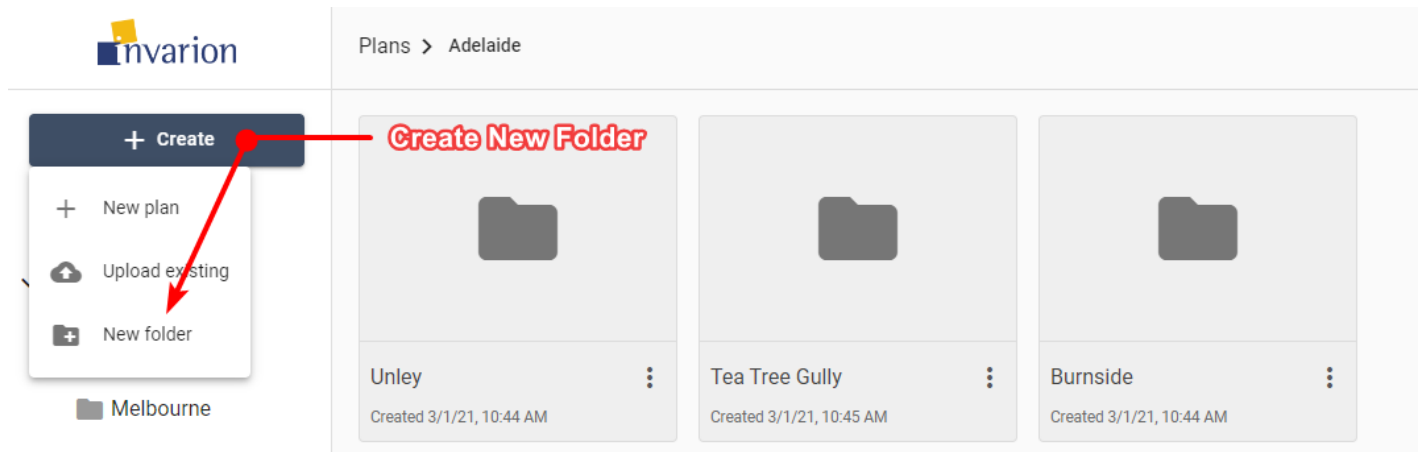 invarion
Plans > Adelaide
+ Create
Create New Folder
+ New plan
Upload existing
New folder
Melbourne
Unley
Created 3/1/21, 10:44 AM
Tea Tree Gully
Created 3/1/21, 10:45 AM
Burnside
Created 3/1/21, 10:44 AM